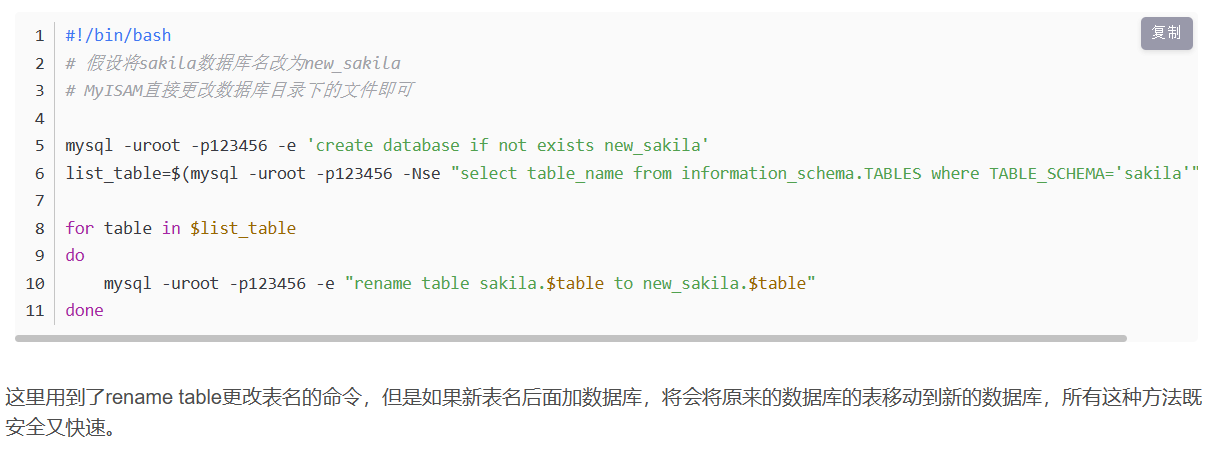 复制
1 #!/bin/bash
2 # 假设将sakila数据库名改为new_sakila
3 # MyISAM直接更改数据库目录下的文件即可
4
5 mysql -uroot -p123456 -e 'create database if not exists new_sakila'
6 list_table=$(mysql -uroot -p123456 -Nse "select table_name from information_schema.TABLES where TABLE_SCHEMA='sakila'"
7
8 for table in $list_table
9 do
10     mysql -uroot -p123456 -e "rename table sakila.$table to new_sakila.$table"
11 done
这里用到了rename table更改表名的命令，但是如果新表名后面加数据库，将会将原来的数据库的表移动到新的数据库，所有这种方法既
安全又快速。